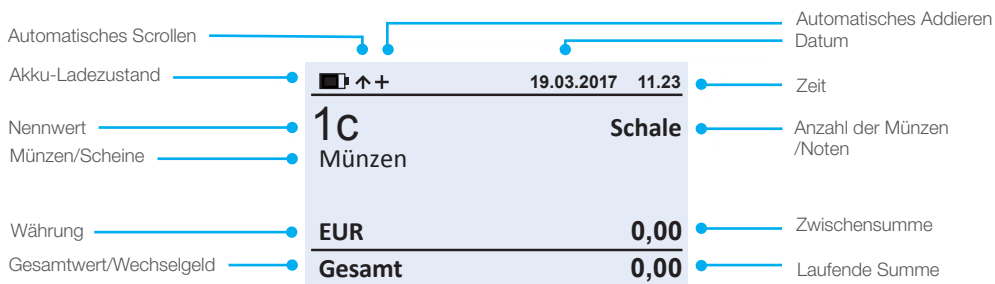 Automatisches Scrollen
Akku-Ladezustand
Nennwert
Münzen/Scheine
Währung
Gesamtwert/Wechselgeld
19.03.2017 11.23
1c Schale
Münzen
EUR 0,00
Gesamt 0,00
Automatisches Addieren
Datum
Zeit
Anzahl der Münzen
/Noten
Zwischensumme
Laufende Summe